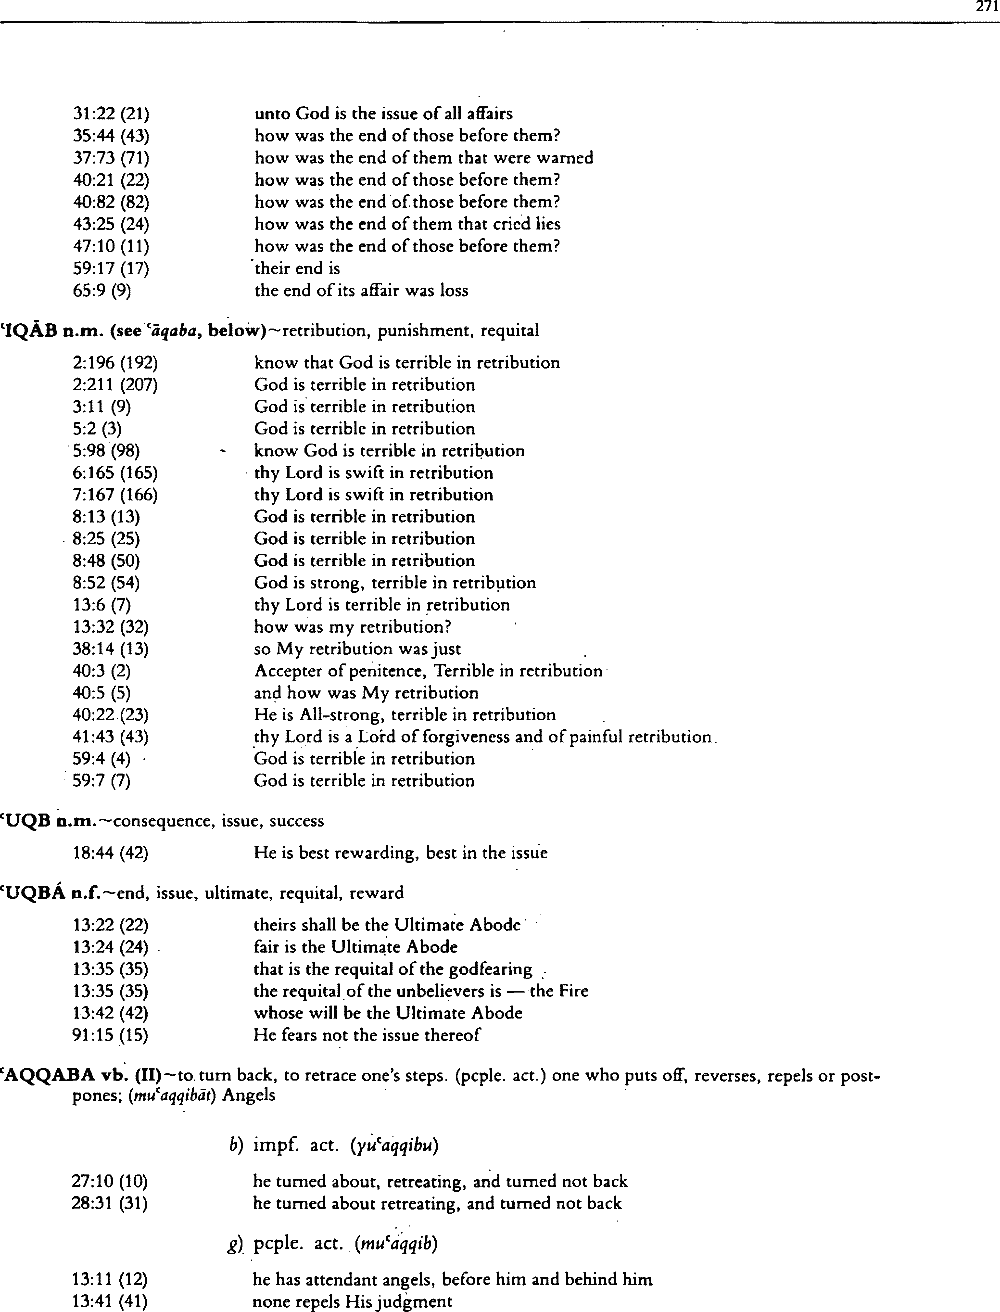 271
31:22 (21) unto God is the issue of all affairs
35:44 (43) how was the end of those before them?
37:73 (71) how was the end of them that were warned
40:21 (22) how was the end of those before them?
40:82 (82) how was the end of those before them?
43:25 (24) how was the end of them that cried lies
47:10 (11) how was the end of those before them?
59:17 (17) their end is
65:9 (9) the end of its affair was loss
ʿIQĀB n.m. (see ʿāqaba, below)~retribution, punishment, requital
2:196 (192) know that God is terrible in retribution
2:211 (207) God is terrible in retribution
3:11 (9) God is terrible in retribution
5:2 (3) God is terrible in retribution
5:98 (98) know God is terrible in retribution
6:165 (165) thy Lord is swift in retribution
7:167 (166) thy Lord is swift in retribution
8:13 (13) God is terrible in retribution
8:25 (25) God is terrible in retribution
8:48 (50) God is terrible in retribution
8:52 (54) God is strong, terrible in retribution
13:6 (7) thy Lord is terrible in retribution
13:32 (32) how was my retribution?
38:14 (13) so My retribution was just
40:3 (2) Accepter of penitence, Terrible in retribution
40:5 (5) and how was My retribution
40:22 (23) He is All-strong, terrible in retribution
41:43 (43) thy Lord is a Lord of forgiveness and of painful retribution
59:4 (4) God is terrible in retribution
59:7 (7) God is terrible in retribution
ʿUQB n.m.~consequence, issue, success
18:44 (42) He is best rewarding, best in the issue
ʿUQBÁ n.f.~end, issue, ultimate, requital, reward
13:22 (22) theirs shall be the Ultimate Abode
13:24 (24) fair is the Ultimate Abode
13:35 (35) that is the requital of the godfearing
13:35 (35) the requital of the unbelievers is — the Fire
13:42 (42) whose will be the Ultimate Abode
91:15 (15) He fears not the issue thereof
ʿAQQABA vb. (II)~to turn back, to retrace one's steps. (pcple. act.) one who puts off, reverses, repels or post-
pones; (muʿaqqibāt) Angels
b) impf. act. (yuʿaqqibu)
27:10 (10) he turned about, retreating, and turned not back
28:31 (31) he turned about retreating, and turned not back
g) pcple. act. (muʿaqqib)
13:11 (12) he has attendant angels, before him and behind him
13:41 (41) none repels His judgment